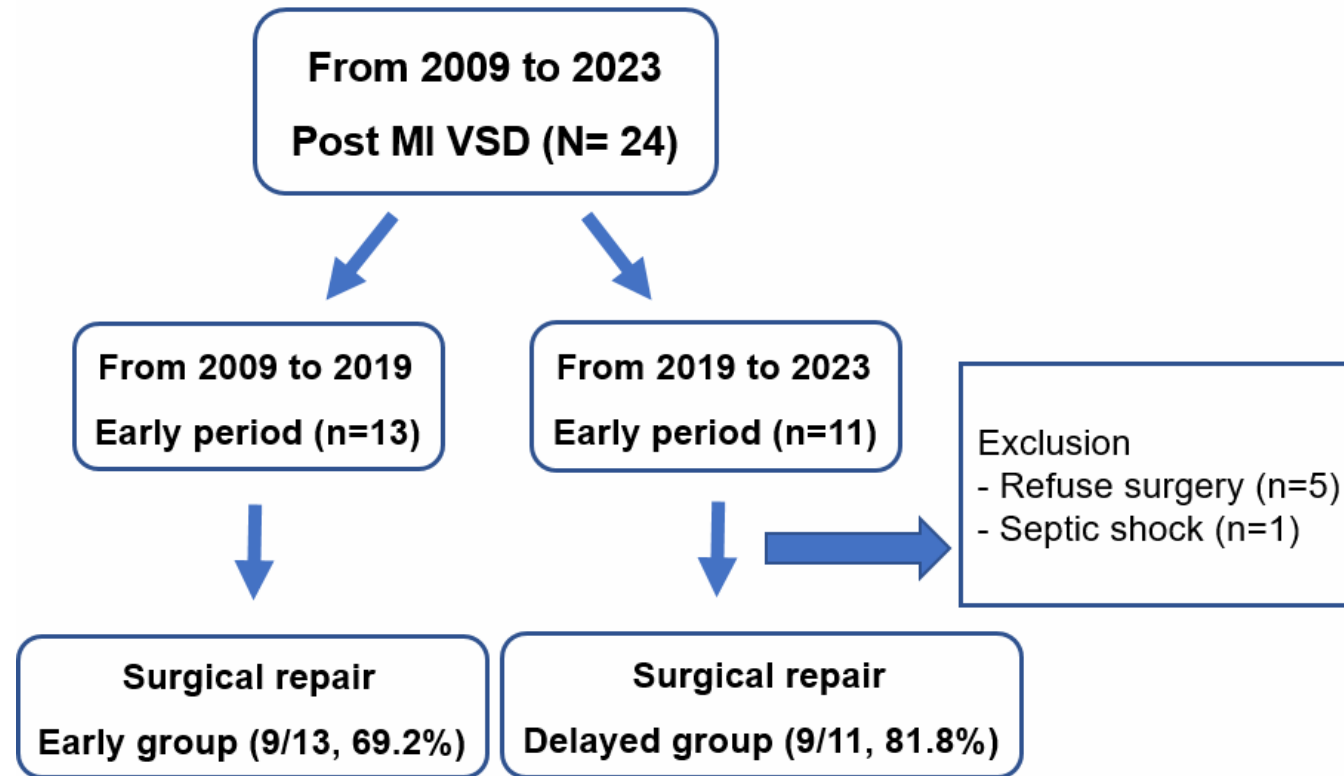 From 2009 to 2023
Post MI VSD (N= 24)
From 2009 to 2019
Early period (n=13)
From 2019 to 2023
Early period (n=11)
Exclusion
- Refuse surgery (n=5)
- Septic shock (n=1)
Surgical repair
Early group (9/13, 69.2%)
Surgical repair
Delayed group (9/11, 81.8%)